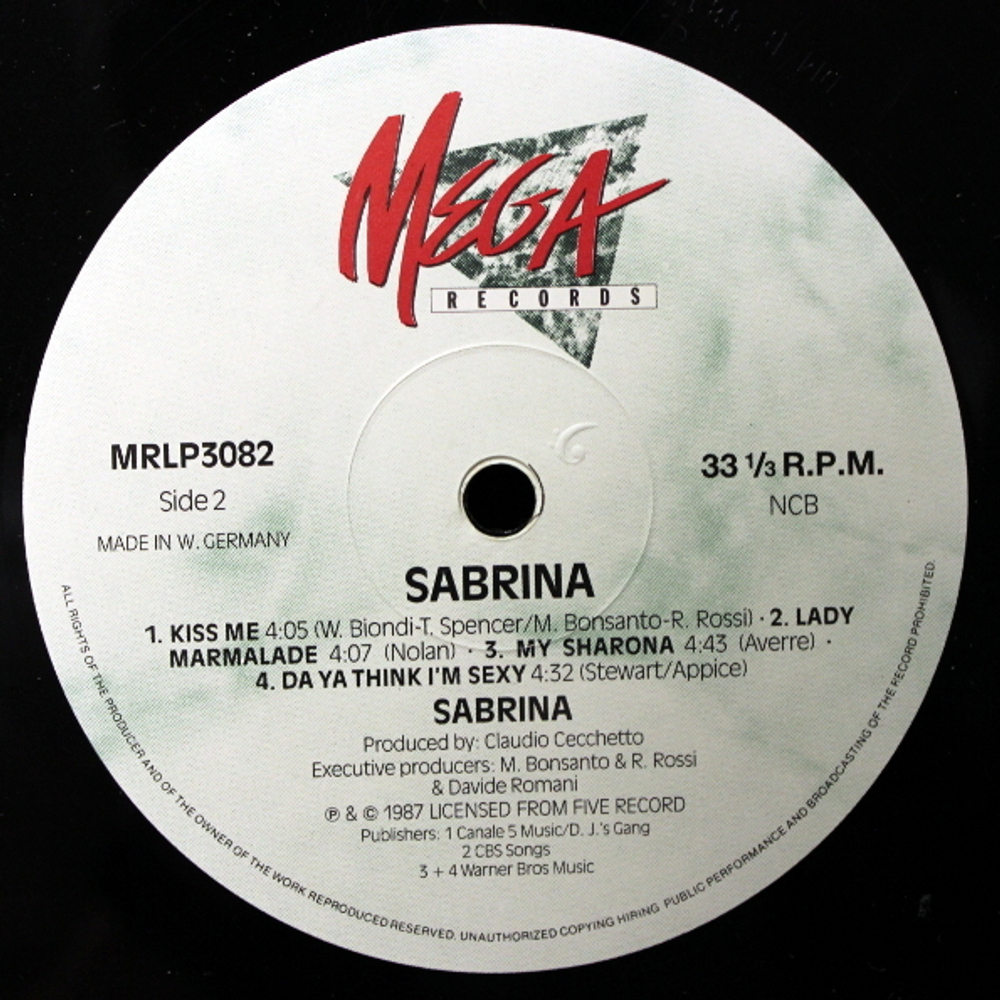 MEGA
RECORDS
MRLP3082
Side 2
MADE IN W. GERMANY
33 1/3 R.P.M.
NCB
6
SABRINA
1. KISS ME 4:05 (W. Biondi-T. Spencer/M. Bonsanto-R. Rossi) · 2. LADY
MARMALADE 4:07 (Nolan) · 3. MY SHARONA 4:43 (Averre) ·
4. DA YA THINK I'M SEXY 4:32 (Stewart/Appice)
SABRINA
Produced by: Claudio Cecchetto
Executive producers: M. Bonsanto & R. Rossi
& Davide Romani
℗ & © 1987 LICENSED FROM FIVE RECORD
Publishers: 1 Canale 5 Music/D. J.'s Gang
2 CBS Songs
3 + 4 Warner Bros Music
ALL RIGHTS OF THE PRODUCER AND OF THE OWNER OF THE WORK REPRODUCED RESERVED. UNAUTHORIZED COPYING HIRING PUBLIC PERFORMANCE AND BROADCASTING OF THE RECORD PROHIBITED.